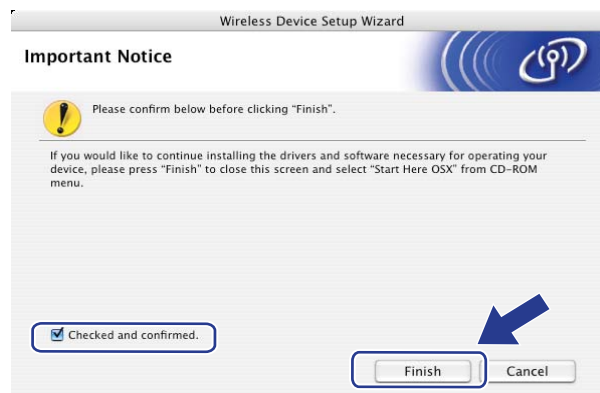 Wireless Device Setup Wizard
Important Notice
Please confirm below before clicking “Finish”.
If you would like to continue installing the drivers and software necessary for operating your
device, please press “Finish” to close this screen and select “Start Here OSX” from CD-ROM
menu.
Checked and confirmed.
Finish
Cancel